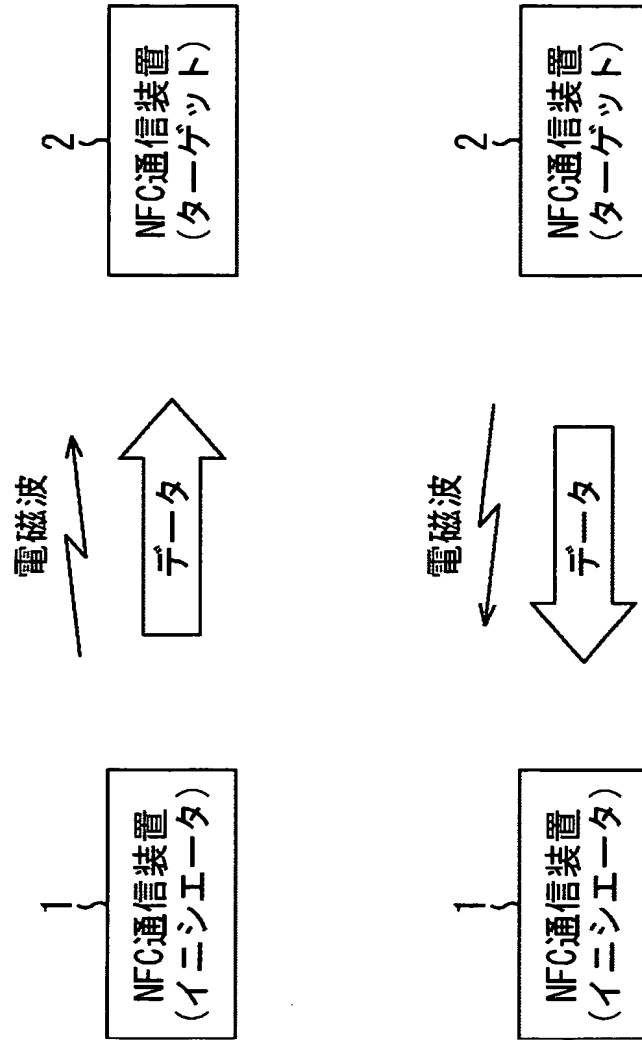 1
NFC通信装置
(イニシエータ)
電磁波
データ
2
NFC通信装置
(ターゲット)
1
NFC通信装置
(イニシエータ)
電磁波
データ
2
NFC通信装置
(ターゲット)